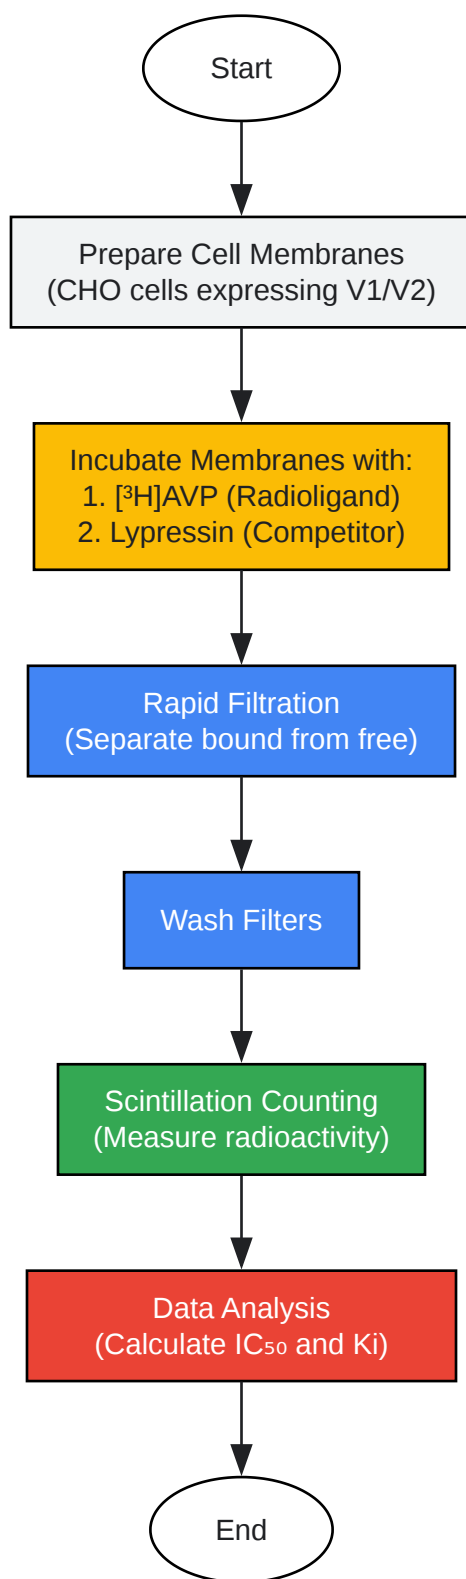 Start
Prepare Cell Membranes
(CHO cells expressing V1/V2)
Incubate Membranes with:
1. [³H]AVP (Radioligand)
2. Lypressin (Competitor)
Rapid Filtration
(Separate bound from free)
Wash Filters
Scintillation Counting
(Measure radioactivity)
Data Analysis
(Calculate IC₅₀ and Ki)
End